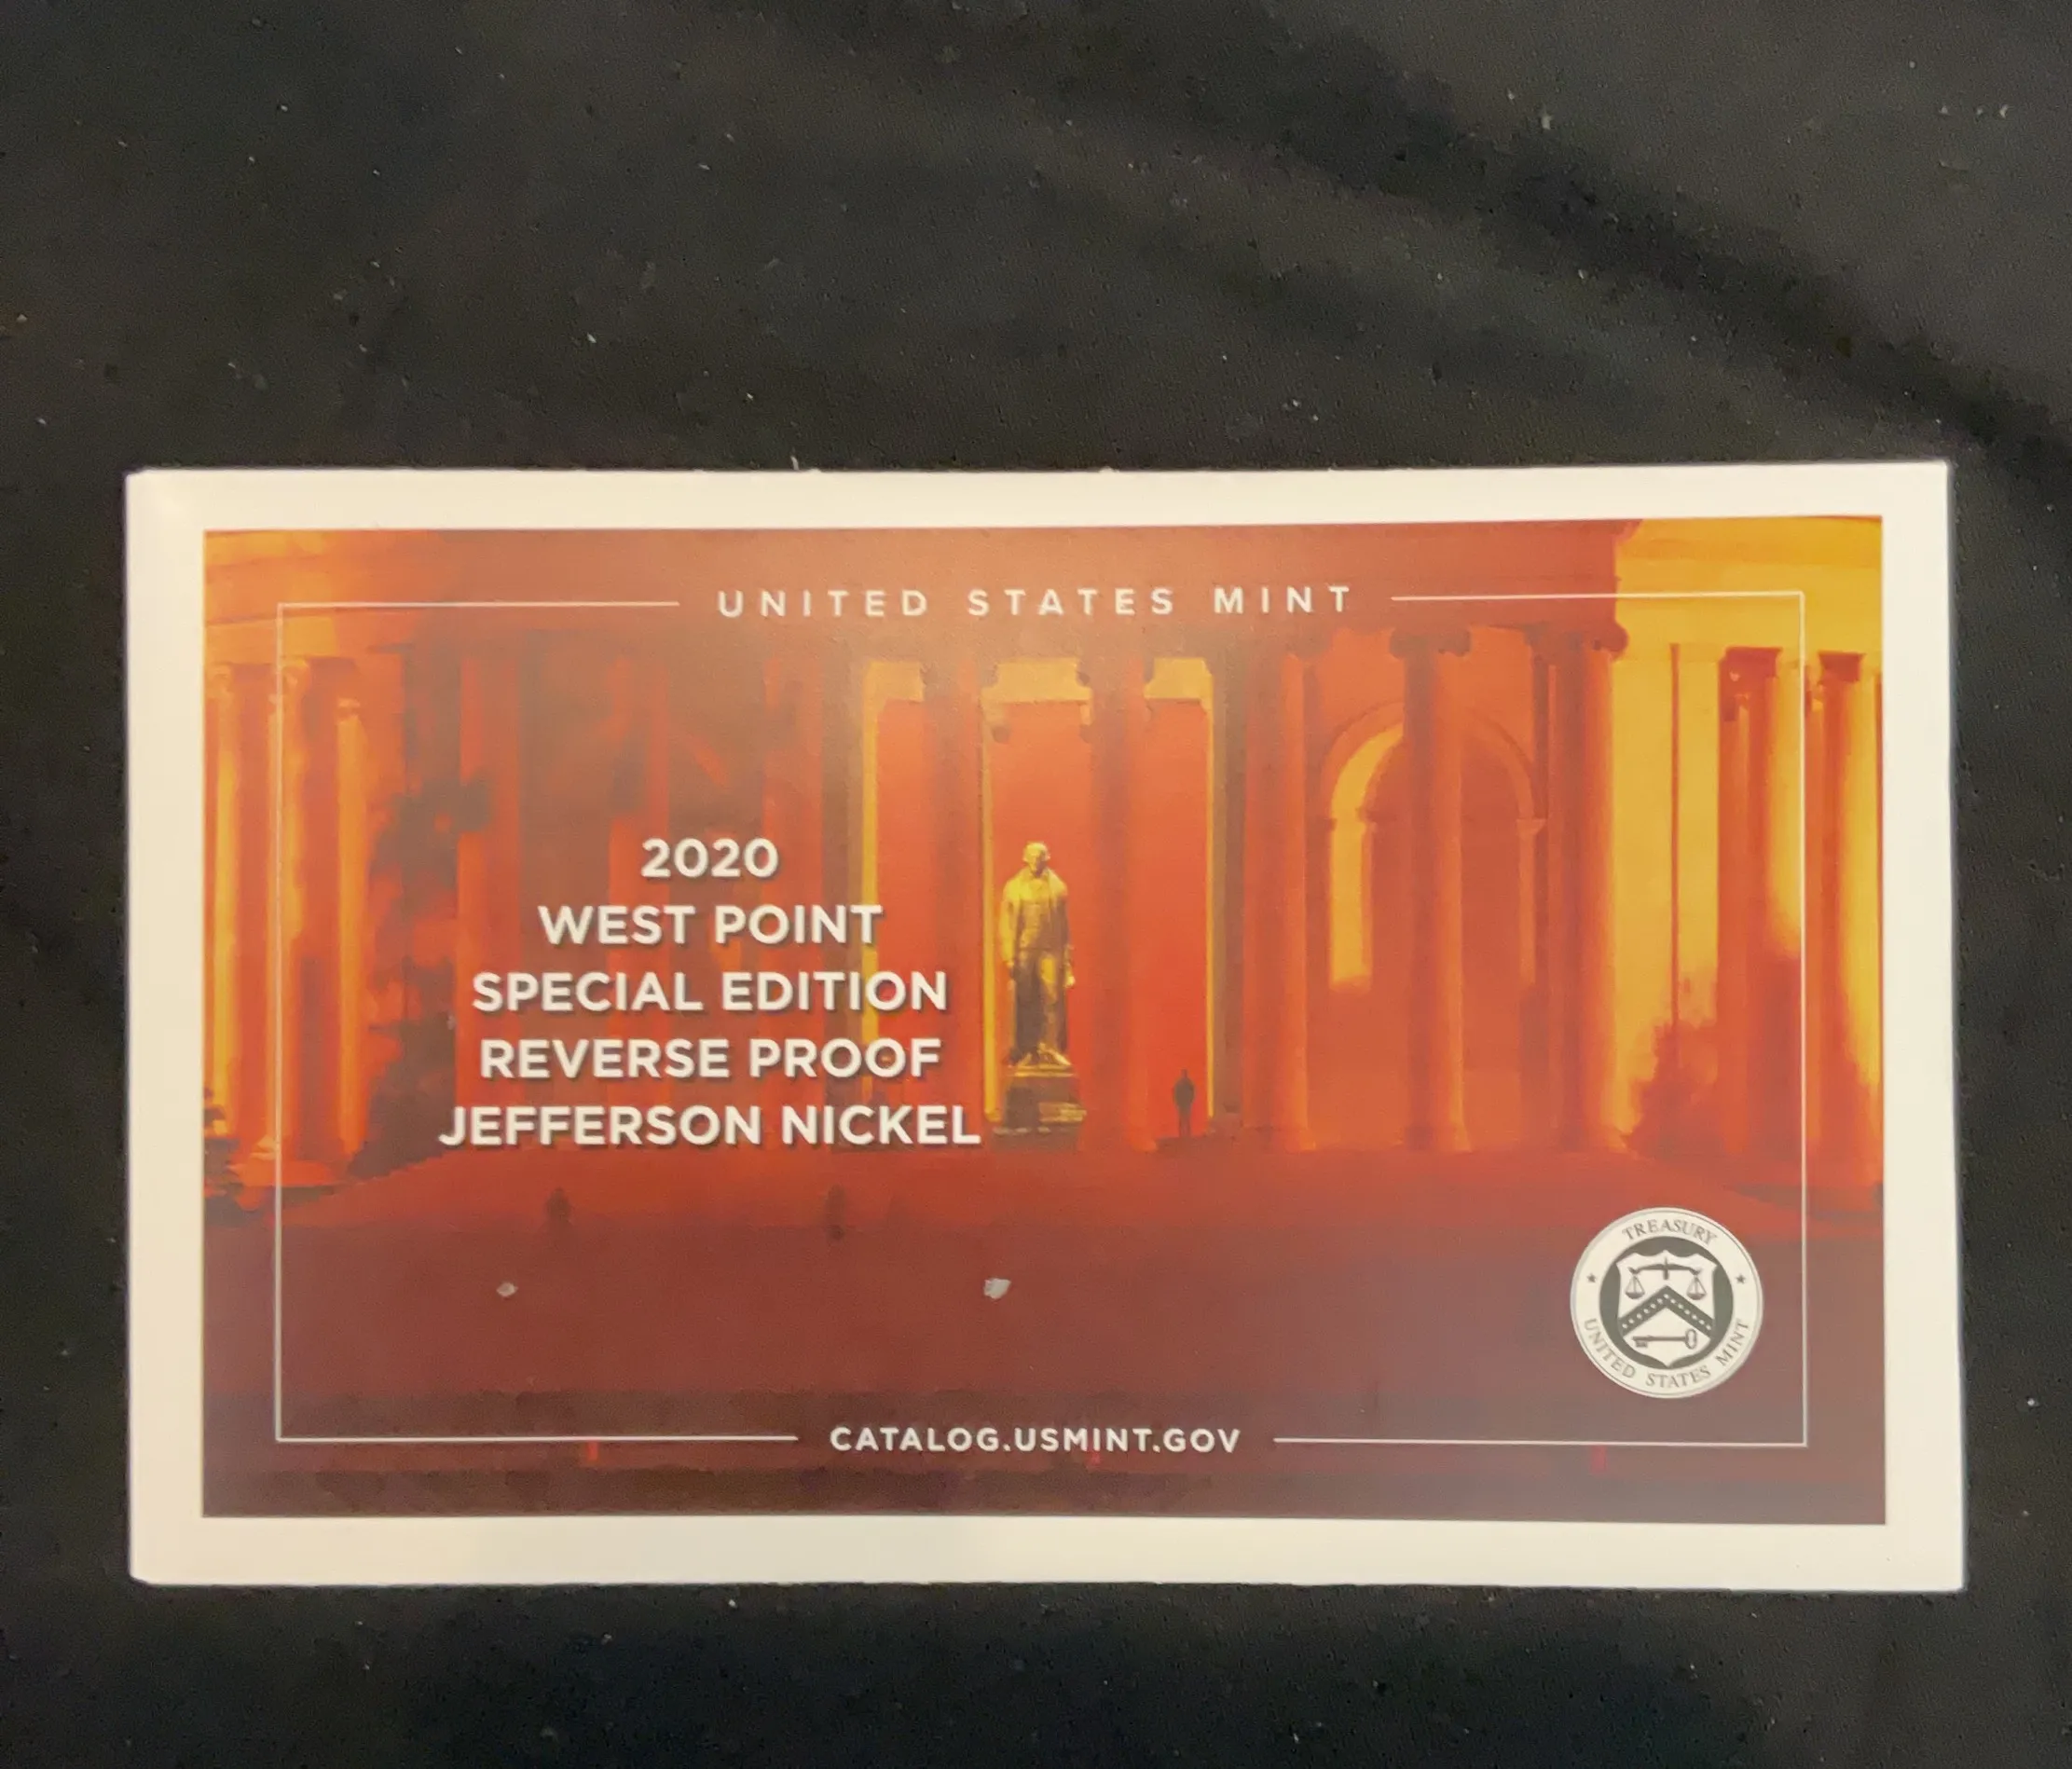 UNITED STATES MINT
2020
WEST POINT
SPECIAL EDITION
REVERSE PROOF
JEFFERSON NICKEL
TREASURY
UNITED STATES MINT
CATALOG.USMINT.GOV